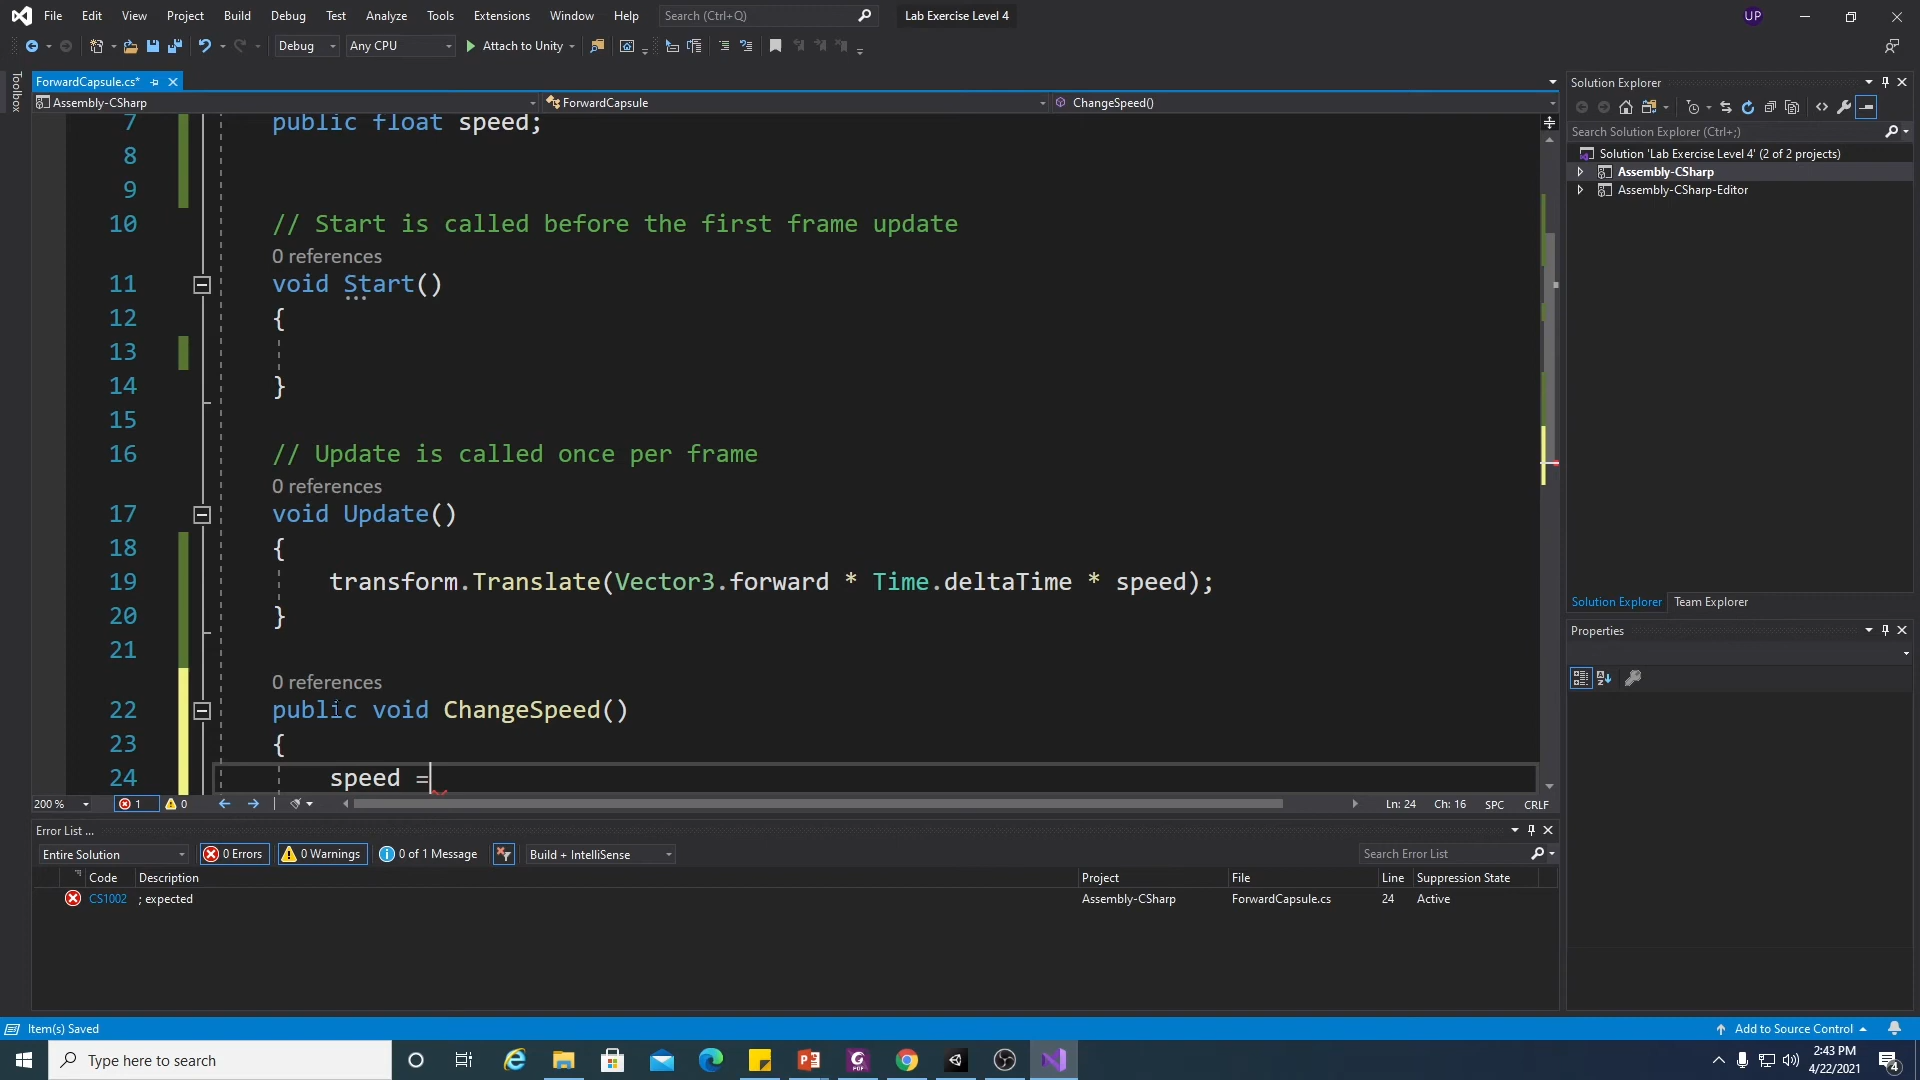 File Edit View Project Build Debug Test Analyze Tools Extensions Window Help Search (Ctrl+Q) Lab Exercise Level 4 UP
Debug Any CPU Attach to Unity
Toolbox
ForwardCapsule.cs*
Assembly-CSharp ForwardCapsule ChangeSpeed()
7 public float speed;
8
9
10 // Start is called before the first frame update
0 references
11 void Start()
12 {
13
14 }
15
16 // Update is called once per frame
0 references
17 void Update()
18 {
19 transform.Translate(Vector3.forward * Time.deltaTime * speed);
20 }
21
0 references
22 public void ChangeSpeed()
23 {
24 speed =
200 % 1 0 Ln: 24 Ch: 16 SPC CRLF
Error List ...
Entire Solution 0 Errors 0 Warnings 0 of 1 Message Build + IntelliSense Search Error List
Code Description Project File Line Suppression State
CS1002 ; expected Assembly-CSharp ForwardCapsule.cs 24 Active
Solution Explorer
Search Solution Explorer (Ctrl+;)
Solution 'Lab Exercise Level 4' (2 of 2 projects)
Assembly-CSharp
Assembly-CSharp-Editor
Solution Explorer Team Explorer
Properties
Item(s) Saved Add to Source Control
Type here to search
2:43 PM
4/22/2021
4